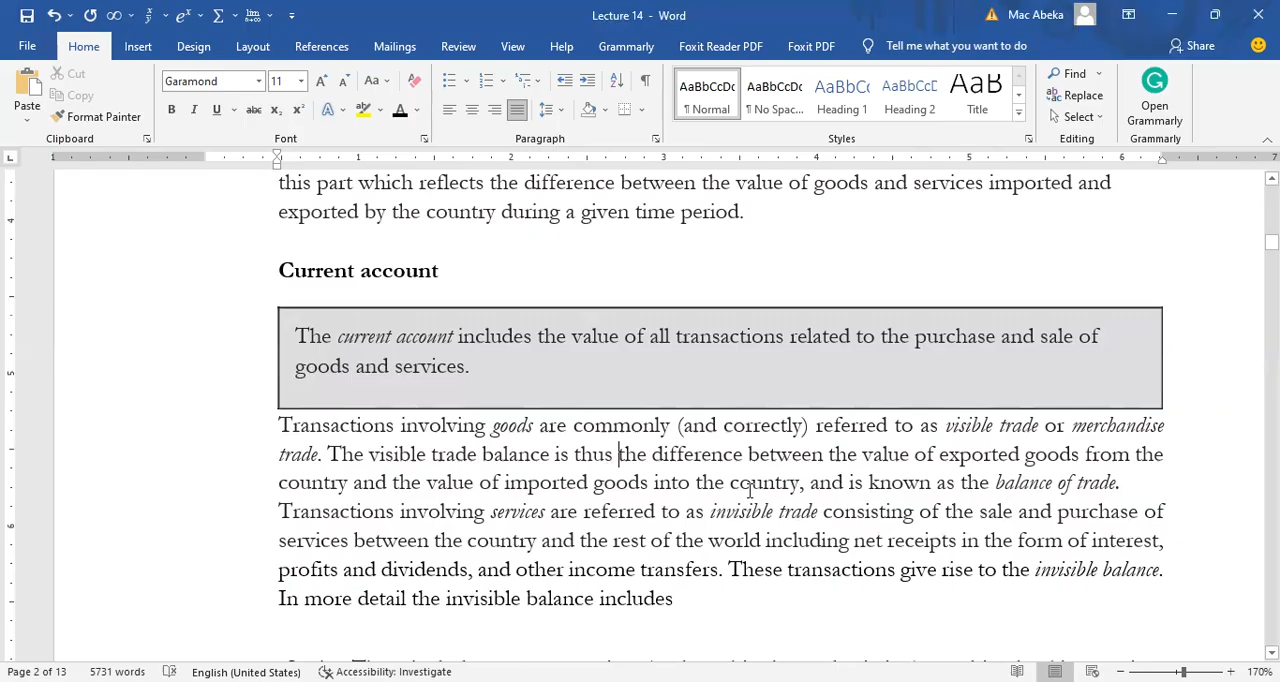 Lecture 14 - Word
Mac Abeka
File Home Insert Design Layout References Mailings Review View Help Grammarly Foxit Reader PDF Foxit PDF Tell me what you want to do Share
Paste
Cut
Copy
Format Painter
Garamond 11
AaBbCcDc AaBbCcDc AaBbCc AaBbCcD AaB
¶ Normal ¶ No Spac... Heading 1 Heading 2 Title
Find
Replace
Select
Open
Grammarly
Clipboard Font Paragraph Styles Editing Grammarly
1 1 2 3 4 5 6 7
this part which reflects the difference between the value of goods and services imported and
exported by the country during a given time period.
Current account
The current account includes the value of all transactions related to the purchase and sale of
goods and services.
Transactions involving goods are commonly (and correctly) referred to as visible trade or merchandise
trade. The visible trade balance is thus the difference between the value of exported goods from the
country and the value of imported goods into the country, and is known as the balance of trade.
Transactions involving services are referred to as invisible trade consisting of the sale and purchase of
services between the country and the rest of the world including net receipts in the form of interest,
profits and dividends, and other income transfers. These transactions give rise to the invisible balance.
In more detail the invisible balance includes
Page 2 of 13 5731 words English (United States) Accessibility: Investigate 170%